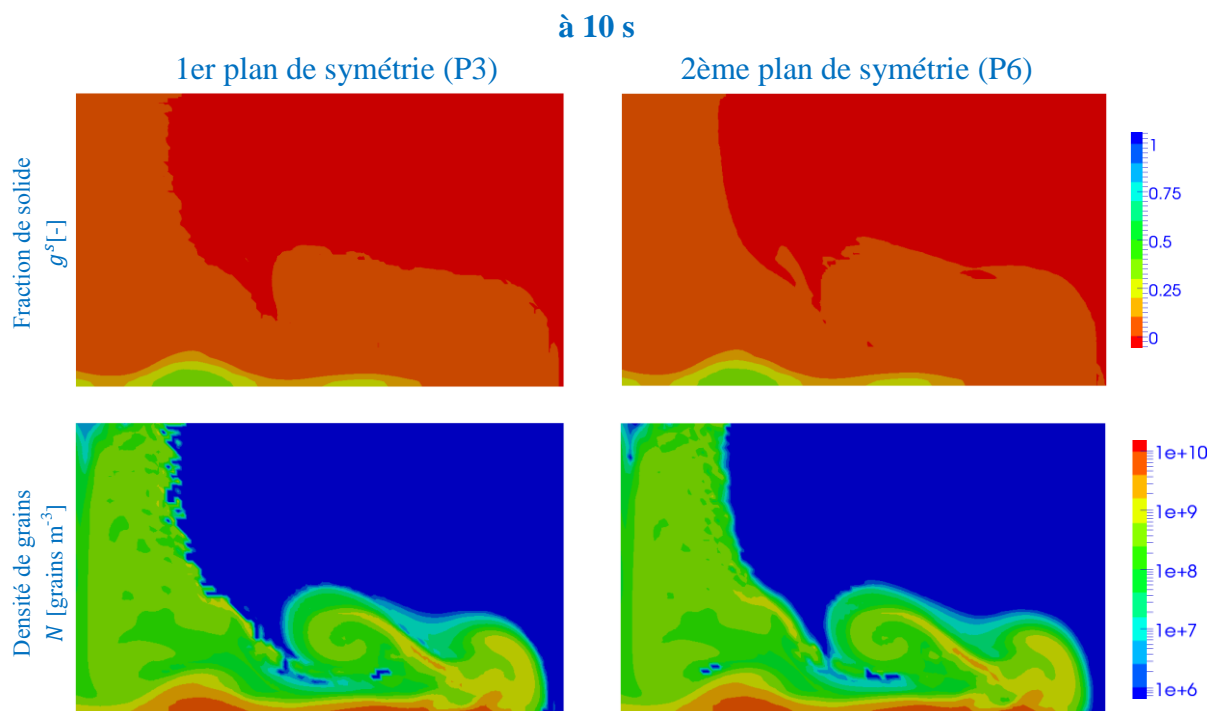 à 10 s
1er plan de symétrie (P3)
2ème plan de symétrie (P6)
Fraction de solide
g^s [-]
1
0.75
0.5
0.25
0
Densité de grains
N [grains m⁻³]
1e+10
1e+9
1e+8
1e+7
1e+6